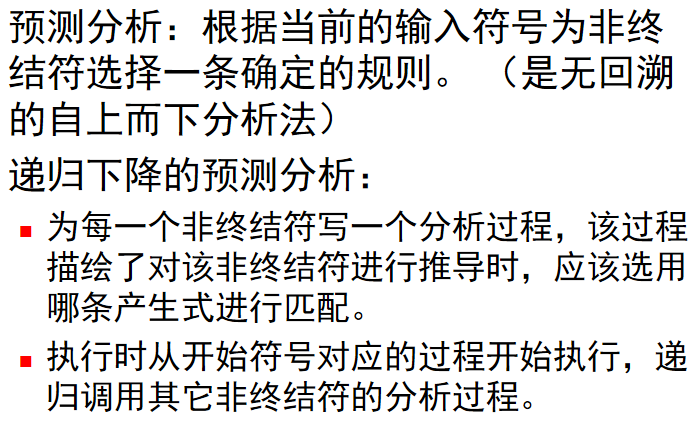 预测分析：根据当前的输入符号为非终
结符选择一条确定的规则。（是无回溯
的自上而下分析法）
递归下降的预测分析：
为每一个非终结符写一个分析过程，该过程
描绘了对该非终结符进行推导时，应该选用
哪条产生式进行匹配。
执行时从开始符号对应的过程开始执行，递
归调用其它非终结符的分析过程。